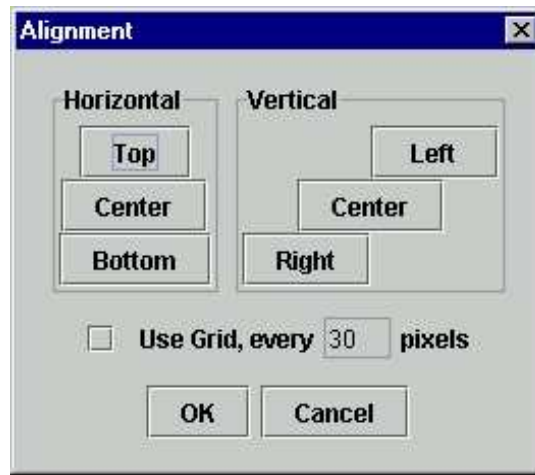 Alignment
Horizontal
Vertical
Top
Left
Center
Center
Bottom
Right
Use Grid, every 30 pixels
OK
Cancel